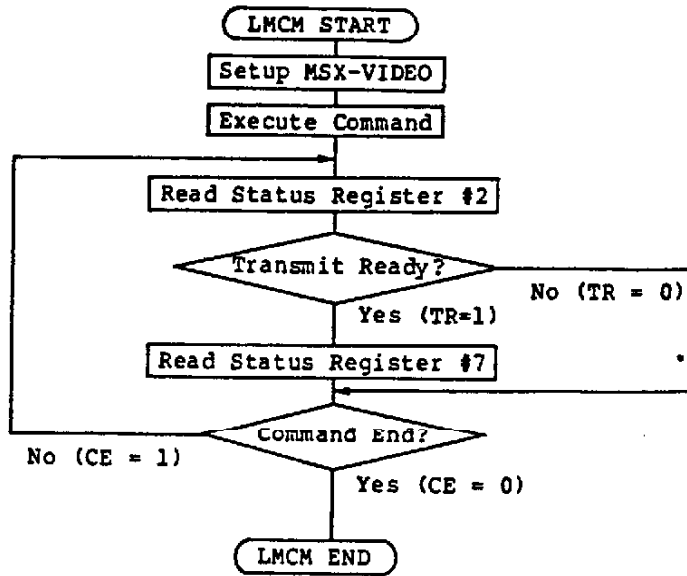 LMCM START
Setup MSX-VIDEO
Execute Command
Read Status Register #2
Transmit Ready?
No (TR = 0)
Yes (TR=1)
Read Status Register #7
Command End?
No (CE = 1)
Yes (CE = 0)
LMCM END